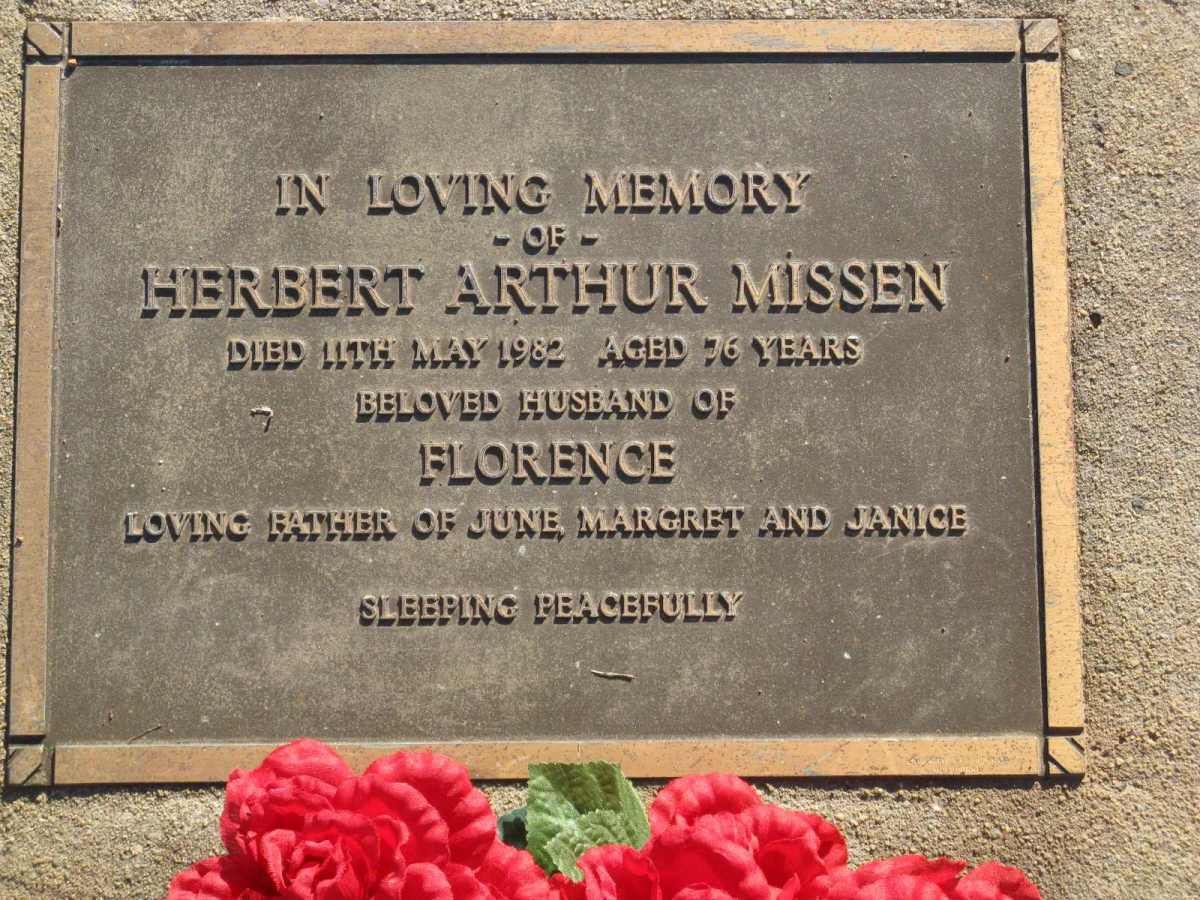 IN LOVING MEMORY
- OF -
HERBERT ARTHUR MISSEN
DIED 11TH MAY 1982 AGED 76 YEARS
BELOVED HUSBAND OF
FLORENCE
LOVING FATHER OF JUNE, MARGRET AND JANICE
SLEEPING PEACEFULLY